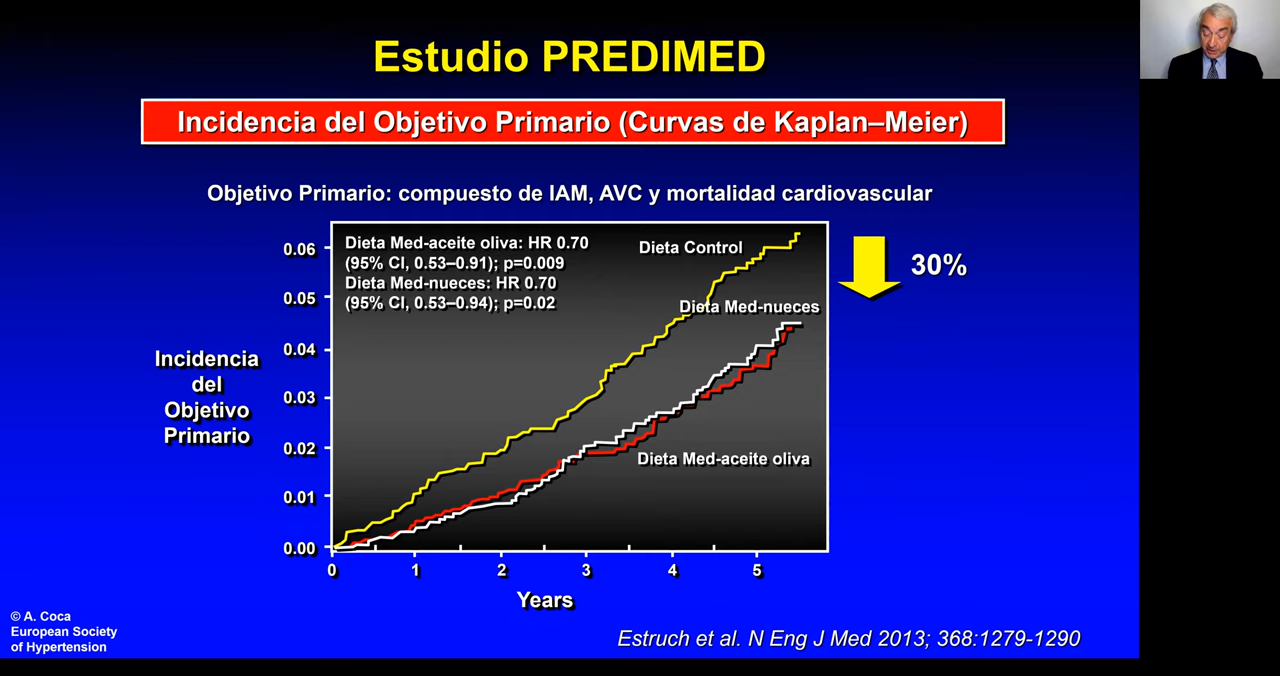 Estudio PREDIMED
Incidencia del Objetivo Primario (Curvas de Kaplan–Meier)
Objetivo Primario: compuesto de IAM, AVC y mortalidad cardiovascular
Dieta Med-aceite oliva: HR 0.70
(95% CI, 0.53–0.91); p=0.009
Dieta Med-nueces: HR 0.70
(95% CI, 0.53–0.94); p=0.02
Dieta Control
30%
Dieta Med-nueces
Dieta Med-aceite oliva
Incidencia
del
Objetivo
Primario
0.06
0.05
0.04
0.03
0.02
0.01
0.00
0 1 2 3 4 5
Years
© A. Coca
European Society
of Hypertension
Estruch et al. N Eng J Med 2013; 368:1279-1290